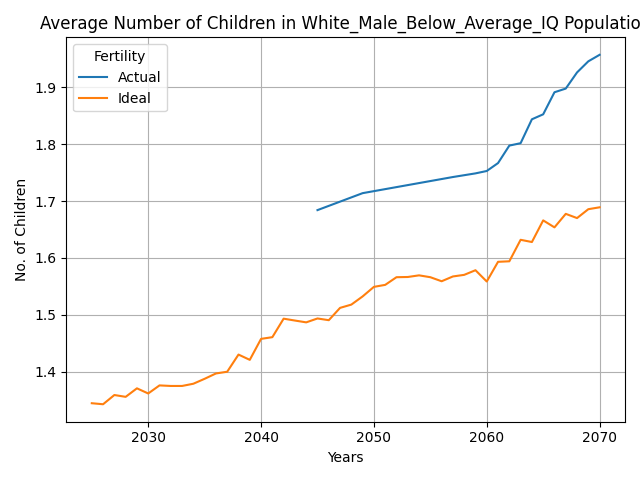 Average Number of Children in White_Male_Below_Average_IQ Populatio
Fertility
Actual
Ideal
No. of Children
1.9
1.8
1.7
1.6
1.5
1.4
2030 2040 2050 2060 2070
Years